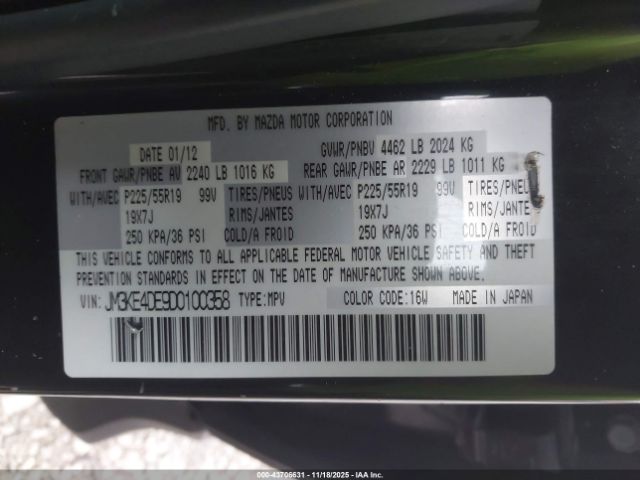 MFD. BY MAZDA MOTOR CORPORATION
DATE 01/12 GVWR/PNBV 4462 LB 2024 KG
FRONT GAWR/PNBE AV 2240 LB 1016 KG REAR GAWR/PNBE AR 2229 LB 1011 KG
WITH/AVEC P225/55R19 99V TIRES/PNEUS WITH/AVEC P225/55R19 99V TIRES/PNEU
19X7J RIMS/JANTES 19X7J RIMS/JANTE
250 KPA/36 PSI COLD/A FROID 250 KPA/36 PSI COLD/A FROID
THIS VEHICLE CONFORMS TO ALL APPLICABLE FEDERAL MOTOR VEHICLE SAFETY AND THEFT
PREVENTION STANDARDS IN EFFECT ON THE DATE OF MANUFACTURE SHOWN ABOVE.
VIN: JM3KE4DE9D0100358 TYPE:MPV COLOR CODE:16W MADE IN JAPAN
000-43706631 - 11/18/2025 - IAA Inc.